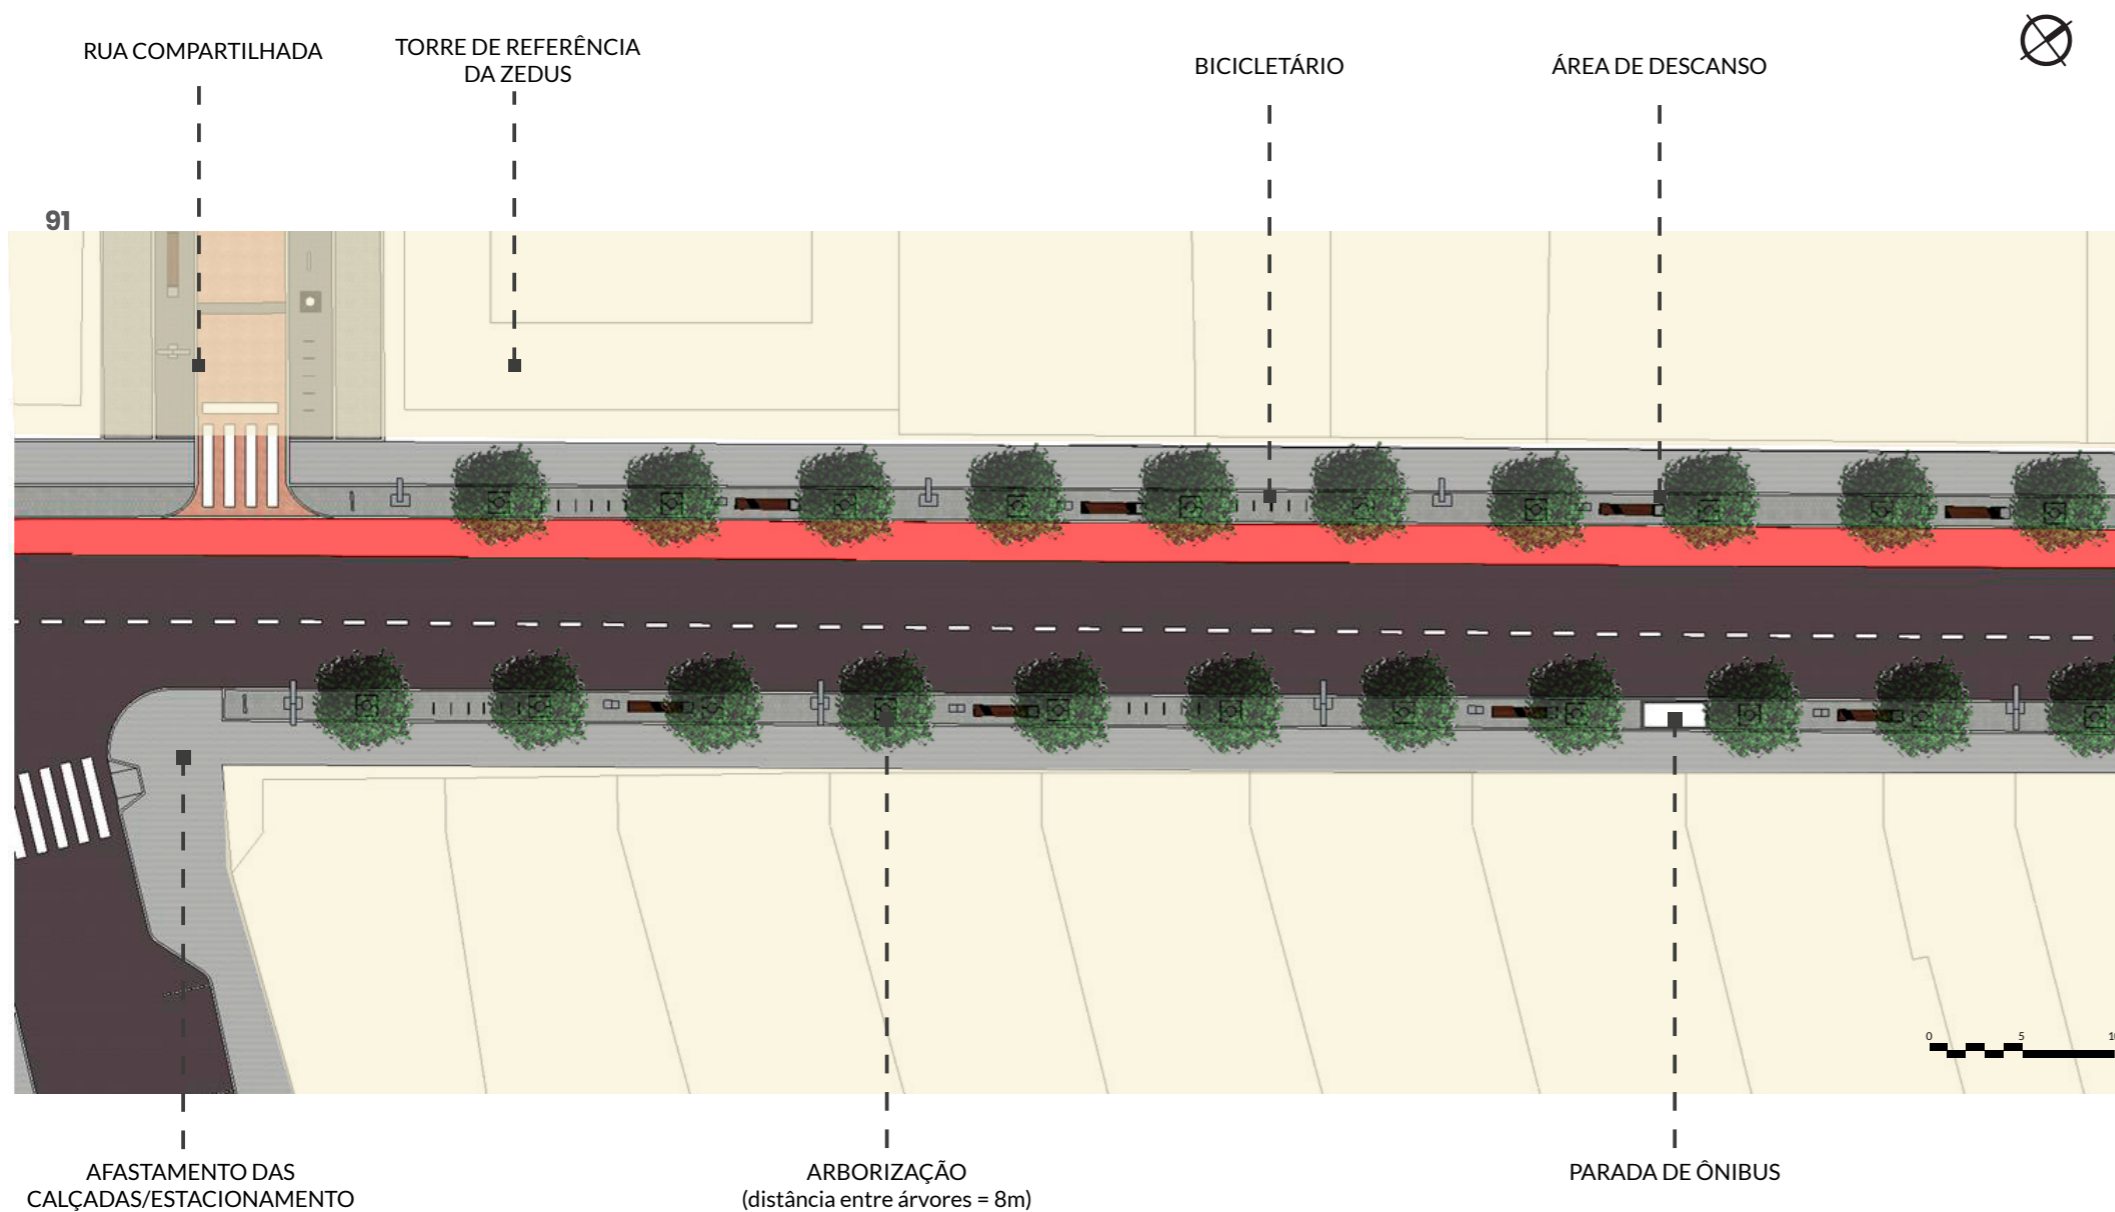 RUA COMPARTILHADA
TORRE DE REFERÊNCIA
DA ZEDUS
BICICLETÁRIO
ÁREA DE DESCANSO
91
0
5
AFASTAMENTO DAS
CALÇADAS/ESTACIONAMENTO
ARBORIZAÇÃO
(distância entre árvores = 8m)
PARADA DE ÔNIBUS